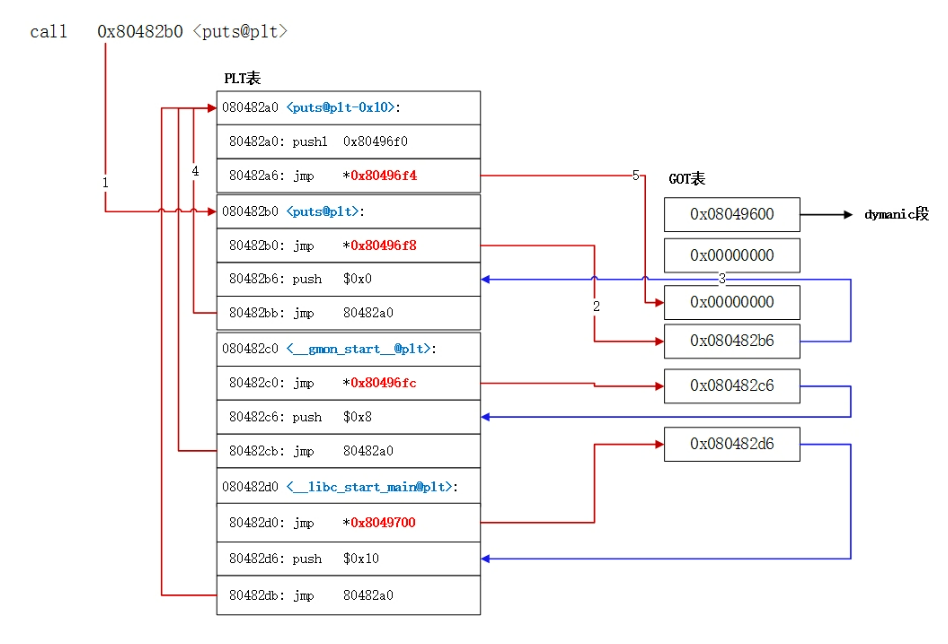 call 0x80482b0 <puts@plt>
PLT表
080482a0 <puts@plt-0x10>:
80482a0: pushl 0x80496f0
4
80482a6: jmp *0x80496f4
5
GOT表
1
080482b0 <puts@plt>:
0x08049600
dymanic段
80482b0: jmp *0x80496f8
0x00000000
80482b6: push $0x0
3
0x00000000
2
80482bb: jmp 80482a0
0x080482b6
080482c0 <__gmon_start__@plt>:
80482c0: jmp *0x80496fc
0x080482c6
80482c6: push $0x8
80482cb: jmp 80482a0
0x080482d6
080482d0 <__libc_start_main@plt>:
80482d0: jmp *0x8049700
80482d6: push $0x10
80482db: jmp 80482a0